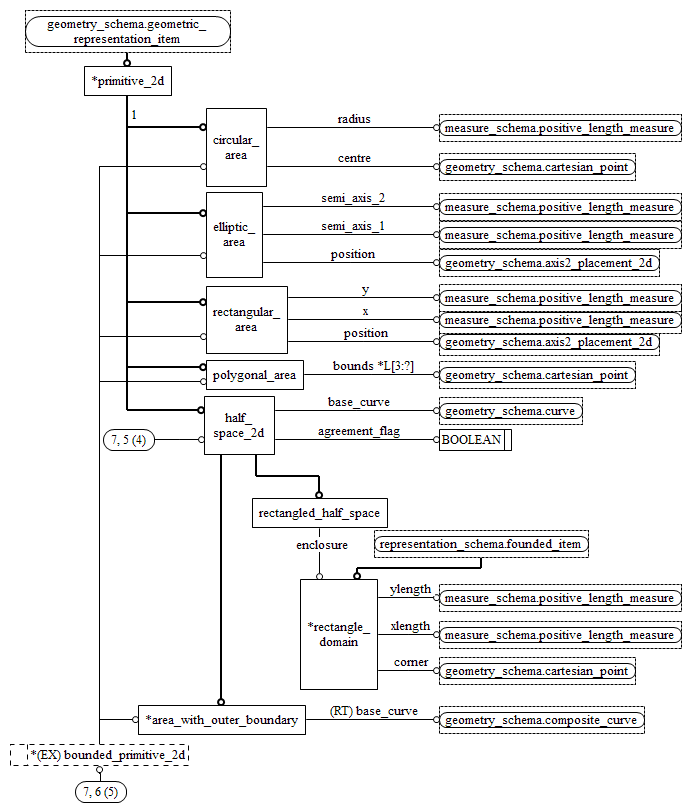 geometry_schema.geometric_
representation_item
*primitive_2d
1
circular_
area
radius
measure_schema.positive_length_measure
centre
geometry_schema.cartesian_point
elliptic_
area
semi_axis_2
measure_schema.positive_length_measure
semi_axis_1
measure_schema.positive_length_measure
position
geometry_schema.axis2_placement_2d
rectangular_
area
y
measure_schema.positive_length_measure
x
measure_schema.positive_length_measure
position
geometry_schema.axis2_placement_2d
polygonal_area
bounds *L[3:?]
geometry_schema.cartesian_point
half_
space_2d
base_curve
geometry_schema.curve
agreement_flag
BOOLEAN
7, 5 (4)
rectangled_half_space
enclosure
representation_schema.founded_item
*rectangle_
domain
ylength
measure_schema.positive_length_measure
xlength
measure_schema.positive_length_measure
corner
geometry_schema.cartesian_point
*area_with_outer_boundary
(RT) base_curve
geometry_schema.composite_curve
*(EX) bounded_primitive_2d
7, 6 (5)